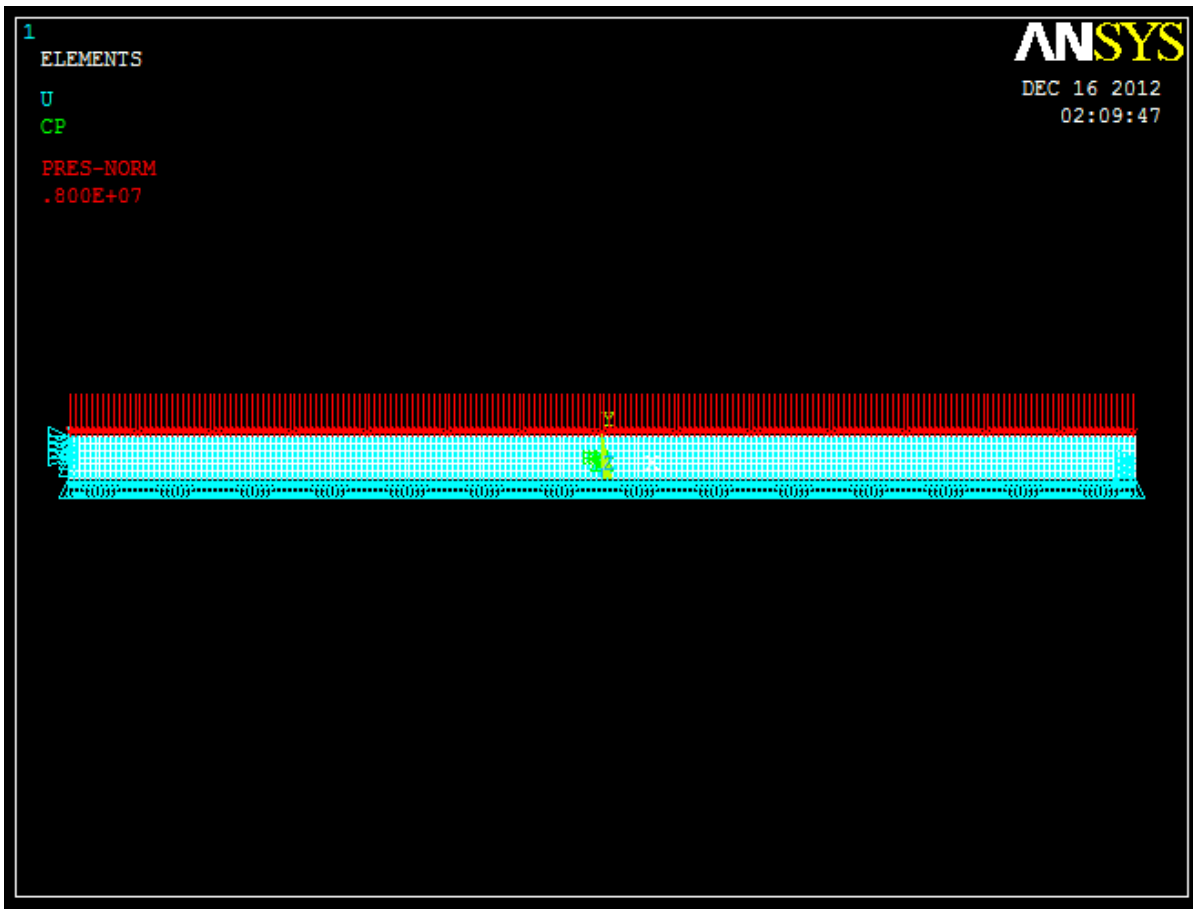 1
ELEMENTS
U
CP
PRES-NORM
.800E+07
ANSYS
DEC 16 2012
02:09:47
Y
Z
X